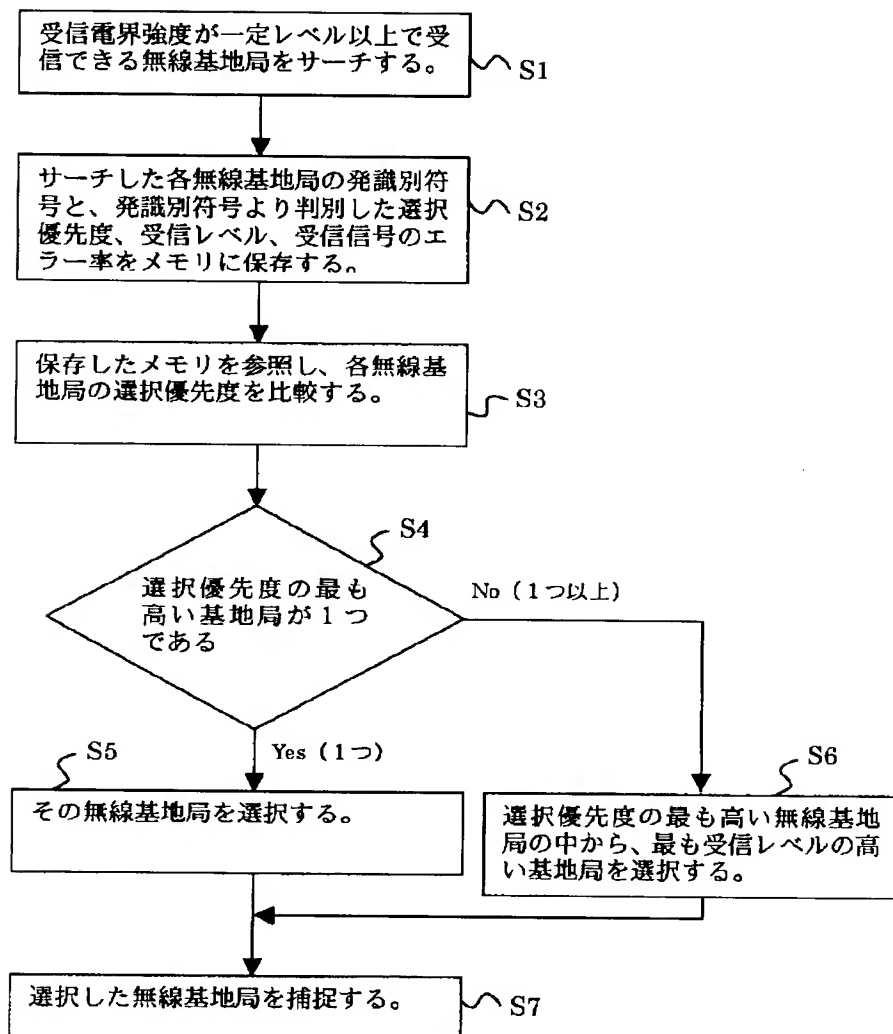 受信電界強度が一定レベル以上で受
信できる無線基地局をサーチする。
S1
サーチした各無線基地局の発識別符
号と、発識別符号より判別した選択
優先度、受信レベル、受信信号のエ
ラー率をメモリに保存する。
S2
保存したメモリを参照し、各無線基
地局の選択優先度を比較する。
S3
S4
選択優先度の最も
高い基地局が1つ
である
No（1つ以上）
Yes（1つ）
S5
その無線基地局を選択する。
S6
選択優先度の最も高い無線基地
局の中から、最も受信レベルの高
い基地局を選択する。
選択した無線基地局を捕捉する。
S7